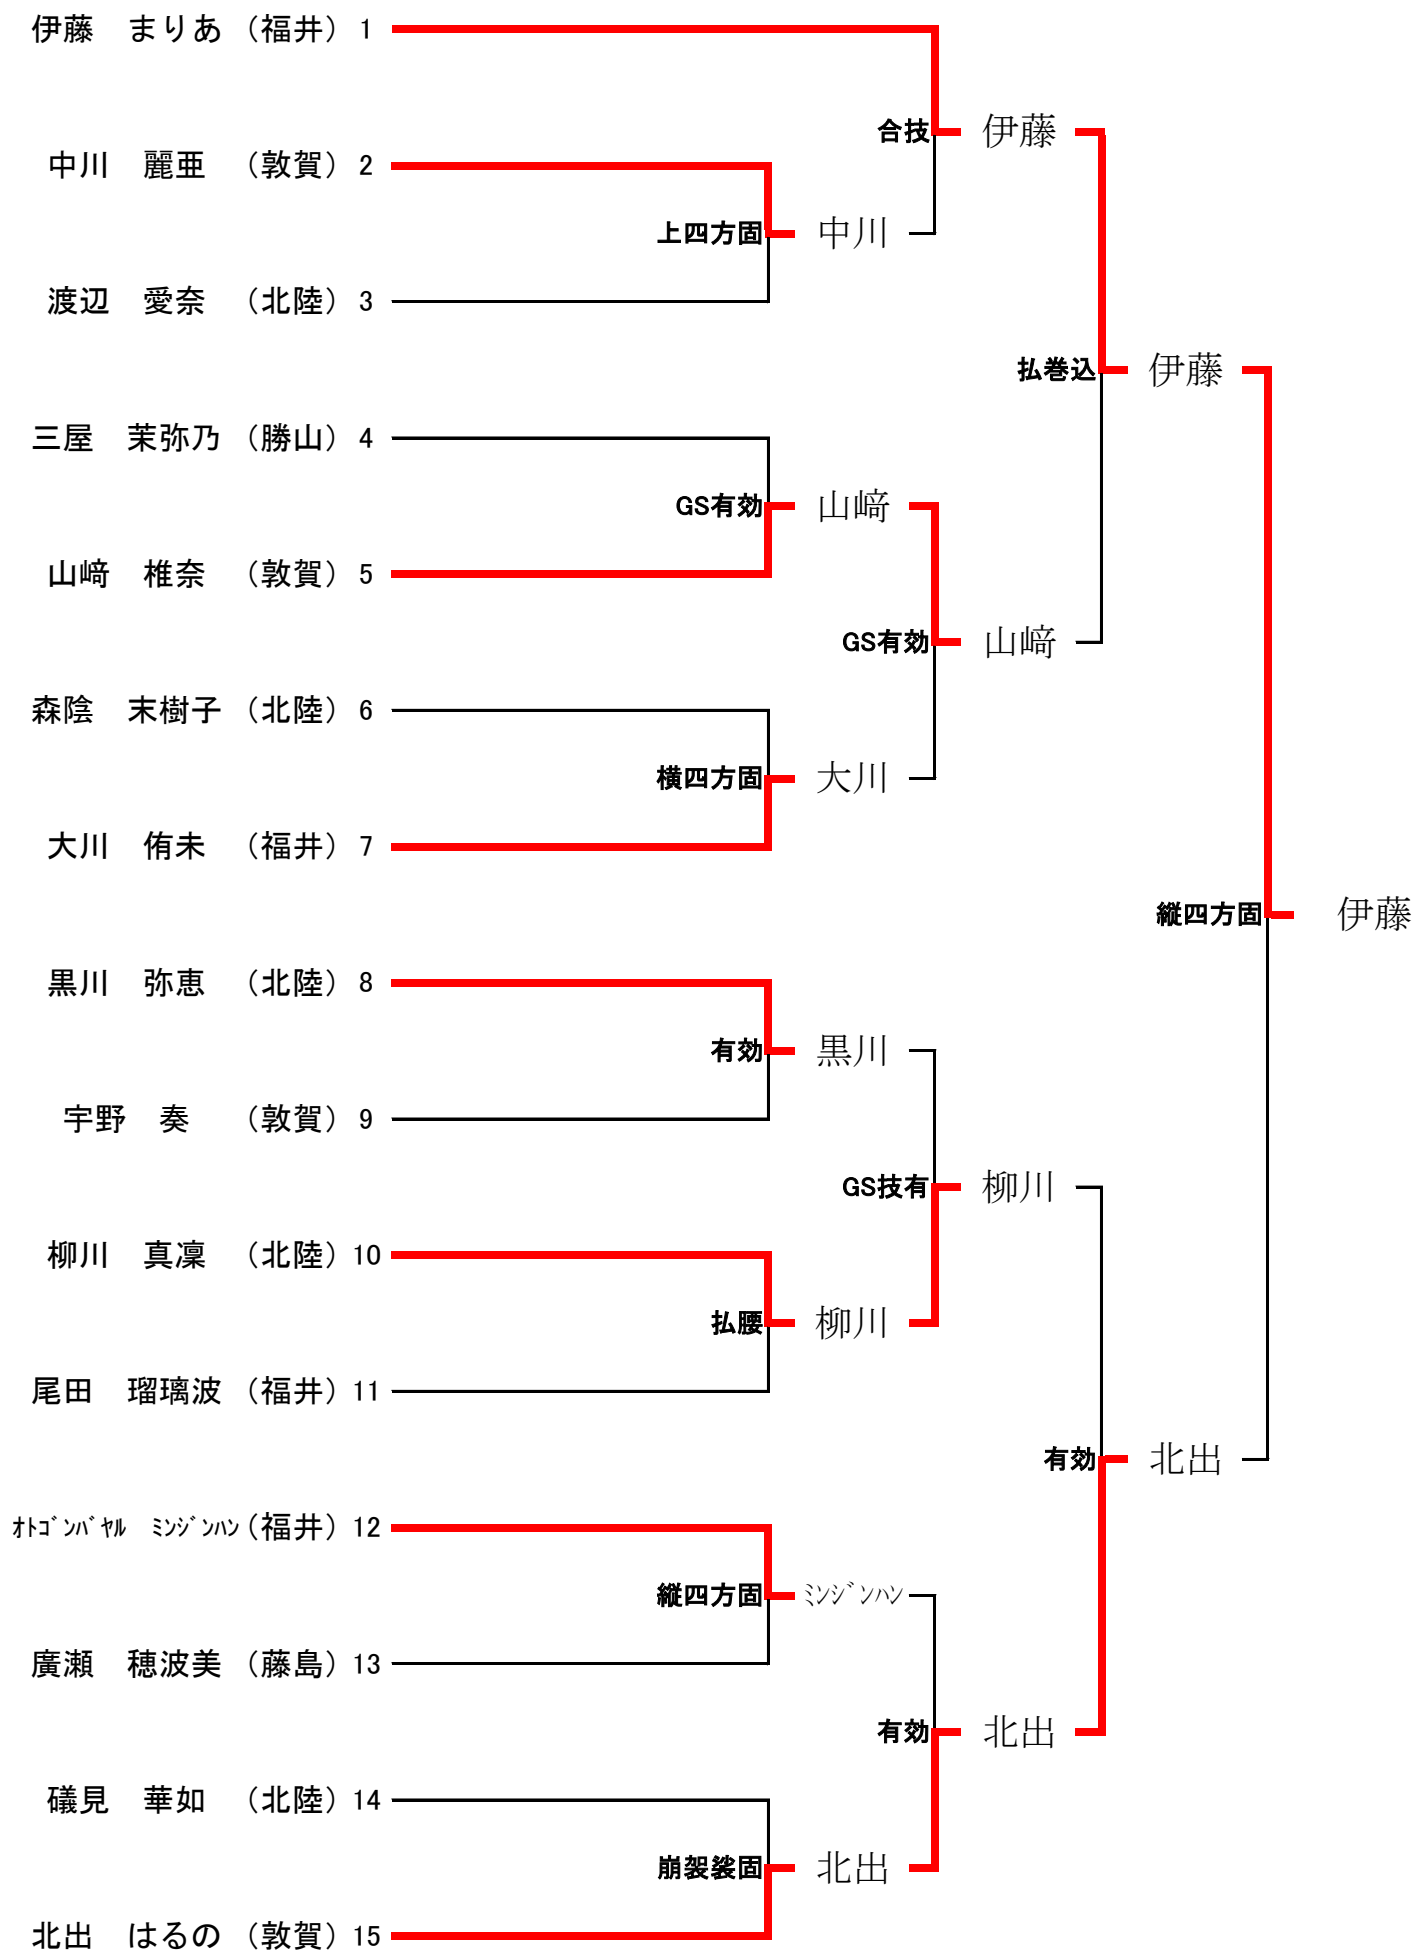 伊藤　まりあ（福井）1
合技 伊藤
中川　麗亜　（敦賀）2
上四方固 中川
渡辺　愛奈　（北陸）3
払巻込 伊藤
三屋　茉弥乃（勝山）4
GS有効 山﨑
山﨑　椎奈　（敦賀）5
GS有効 山﨑
森陰　末樹子（北陸）6
横四方固 大川
大川　侑未　（福井）7
縦四方固 伊藤
黒川　弥恵　（北陸）8
有効 黒川
宇野　奏　　（敦賀）9
GS技有 柳川
柳川　真凜　（北陸）10
払腰 柳川
尾田　瑠璃波（福井）11
有効 北出
ｵﾄｺﾞﾝﾊﾞﾔﾙ　ﾐﾝｼﾞﾝﾊﾝ（福井）12
縦四方固 ﾐﾝｼﾞﾝﾊﾝ
廣瀬　穂波美（藤島）13
有効 北出
礒見　華如　（北陸）14
崩袈裟固 北出
北出　はるの（敦賀）15